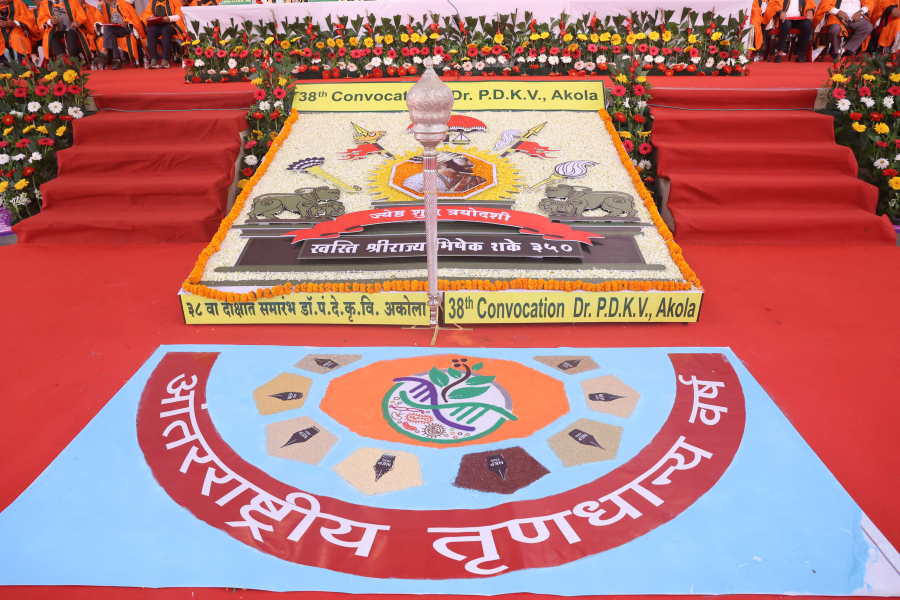 38th Convocation Dr. P.D.K.V., Akola
ज्येष्ठ शुद्ध त्रयोदशी
स्वस्ति श्रीराज्याभिषेक शके ३५०
३८ वा दीक्षांत समारंभ डॉ.पं.दे.कृ.वि. अकोला
38th Convocation Dr. P.D.K.V., Akola
आंतरराष्ट्रीय तृणधान्य वर्ष